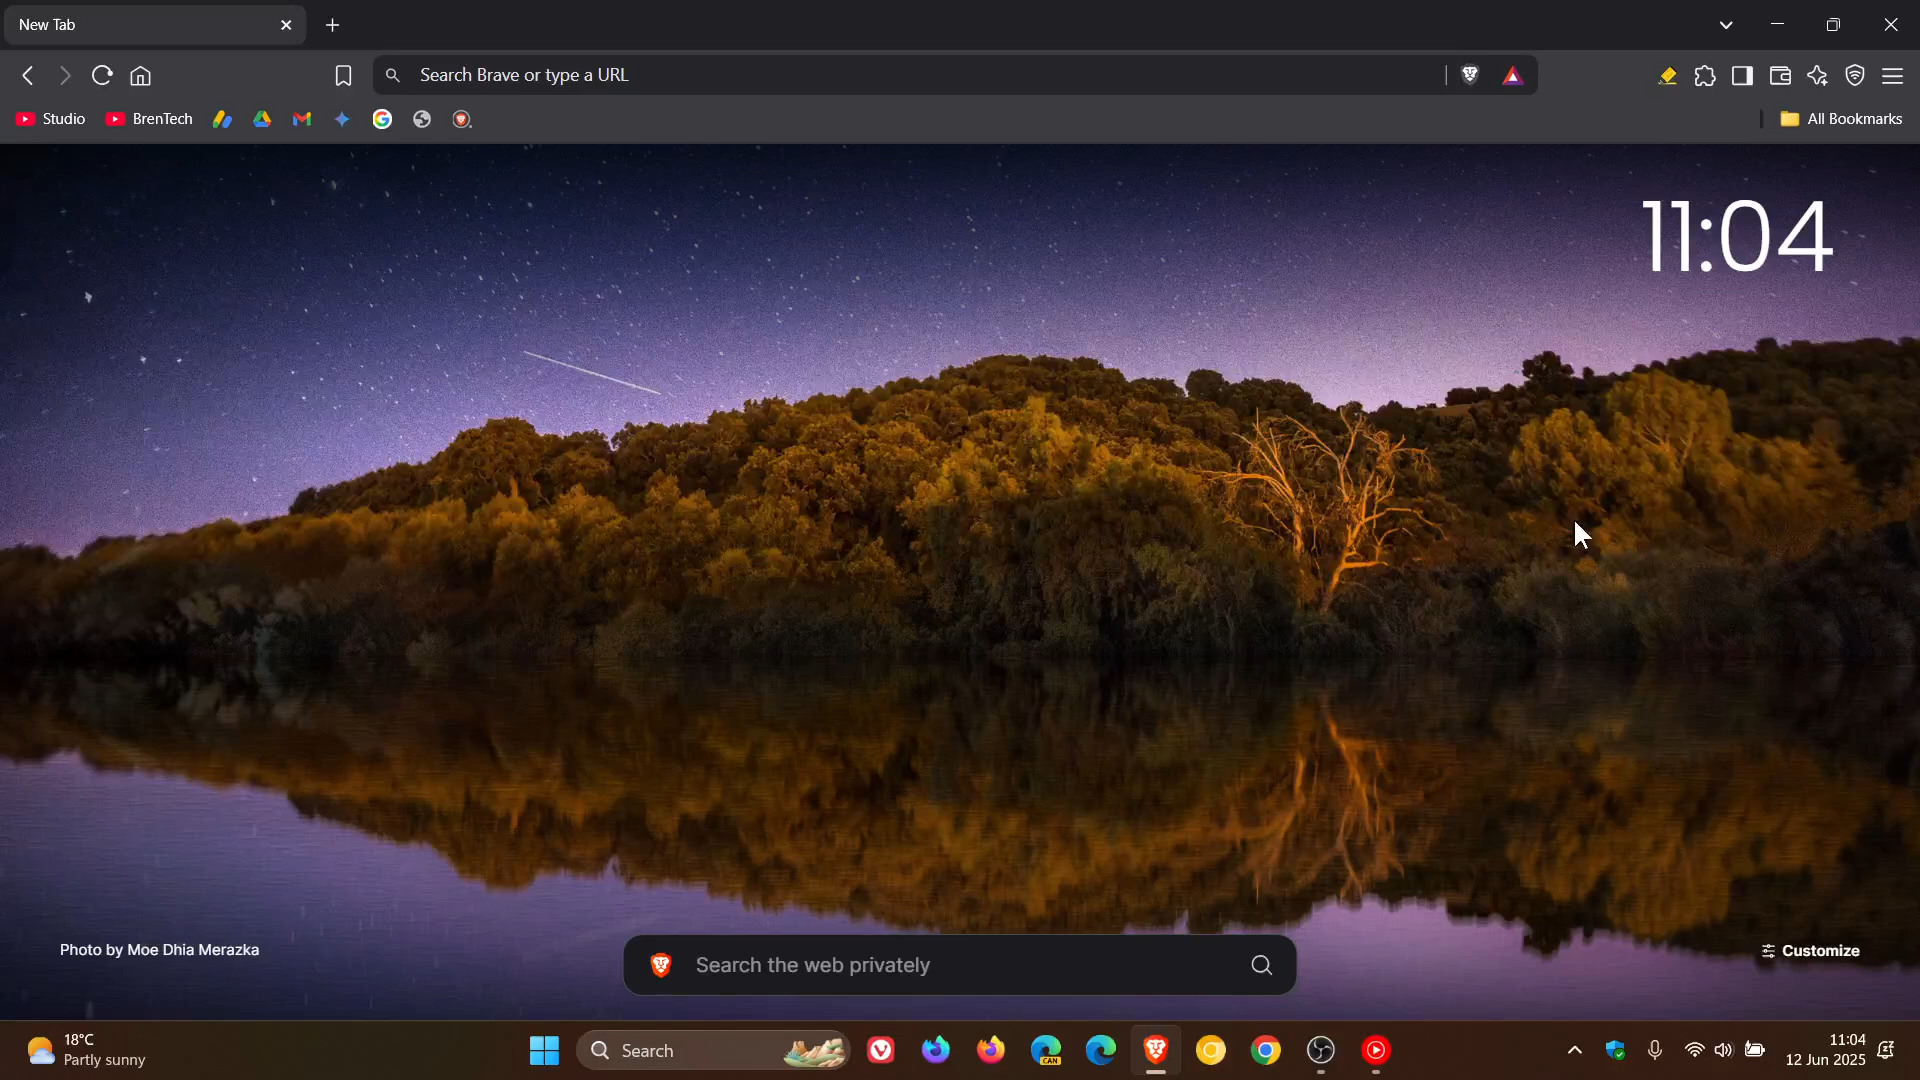 New Tab
Search Brave or type a URL
Studio
BrenTech
All Bookmarks
11:04
Photo by Moe Dhia Merazka
Search the web privately
Customize
18°C
Partly sunny
Search
CAN
11:04
12 Jun 2025